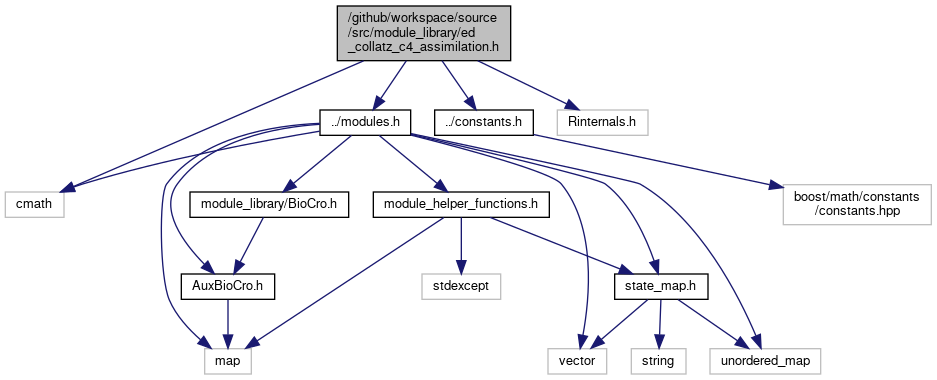 /github/workspace/source
/src/module_library/ed
_collatz_c4_assimilation.h
../modules.h
../constants.h
Rinternals.h
cmath
module_library/BioCro.h
module_helper_functions.h
boost/math/constants
/constants.hpp
AuxBioCro.h
stdexcept
state_map.h
map
vector
string
unordered_map